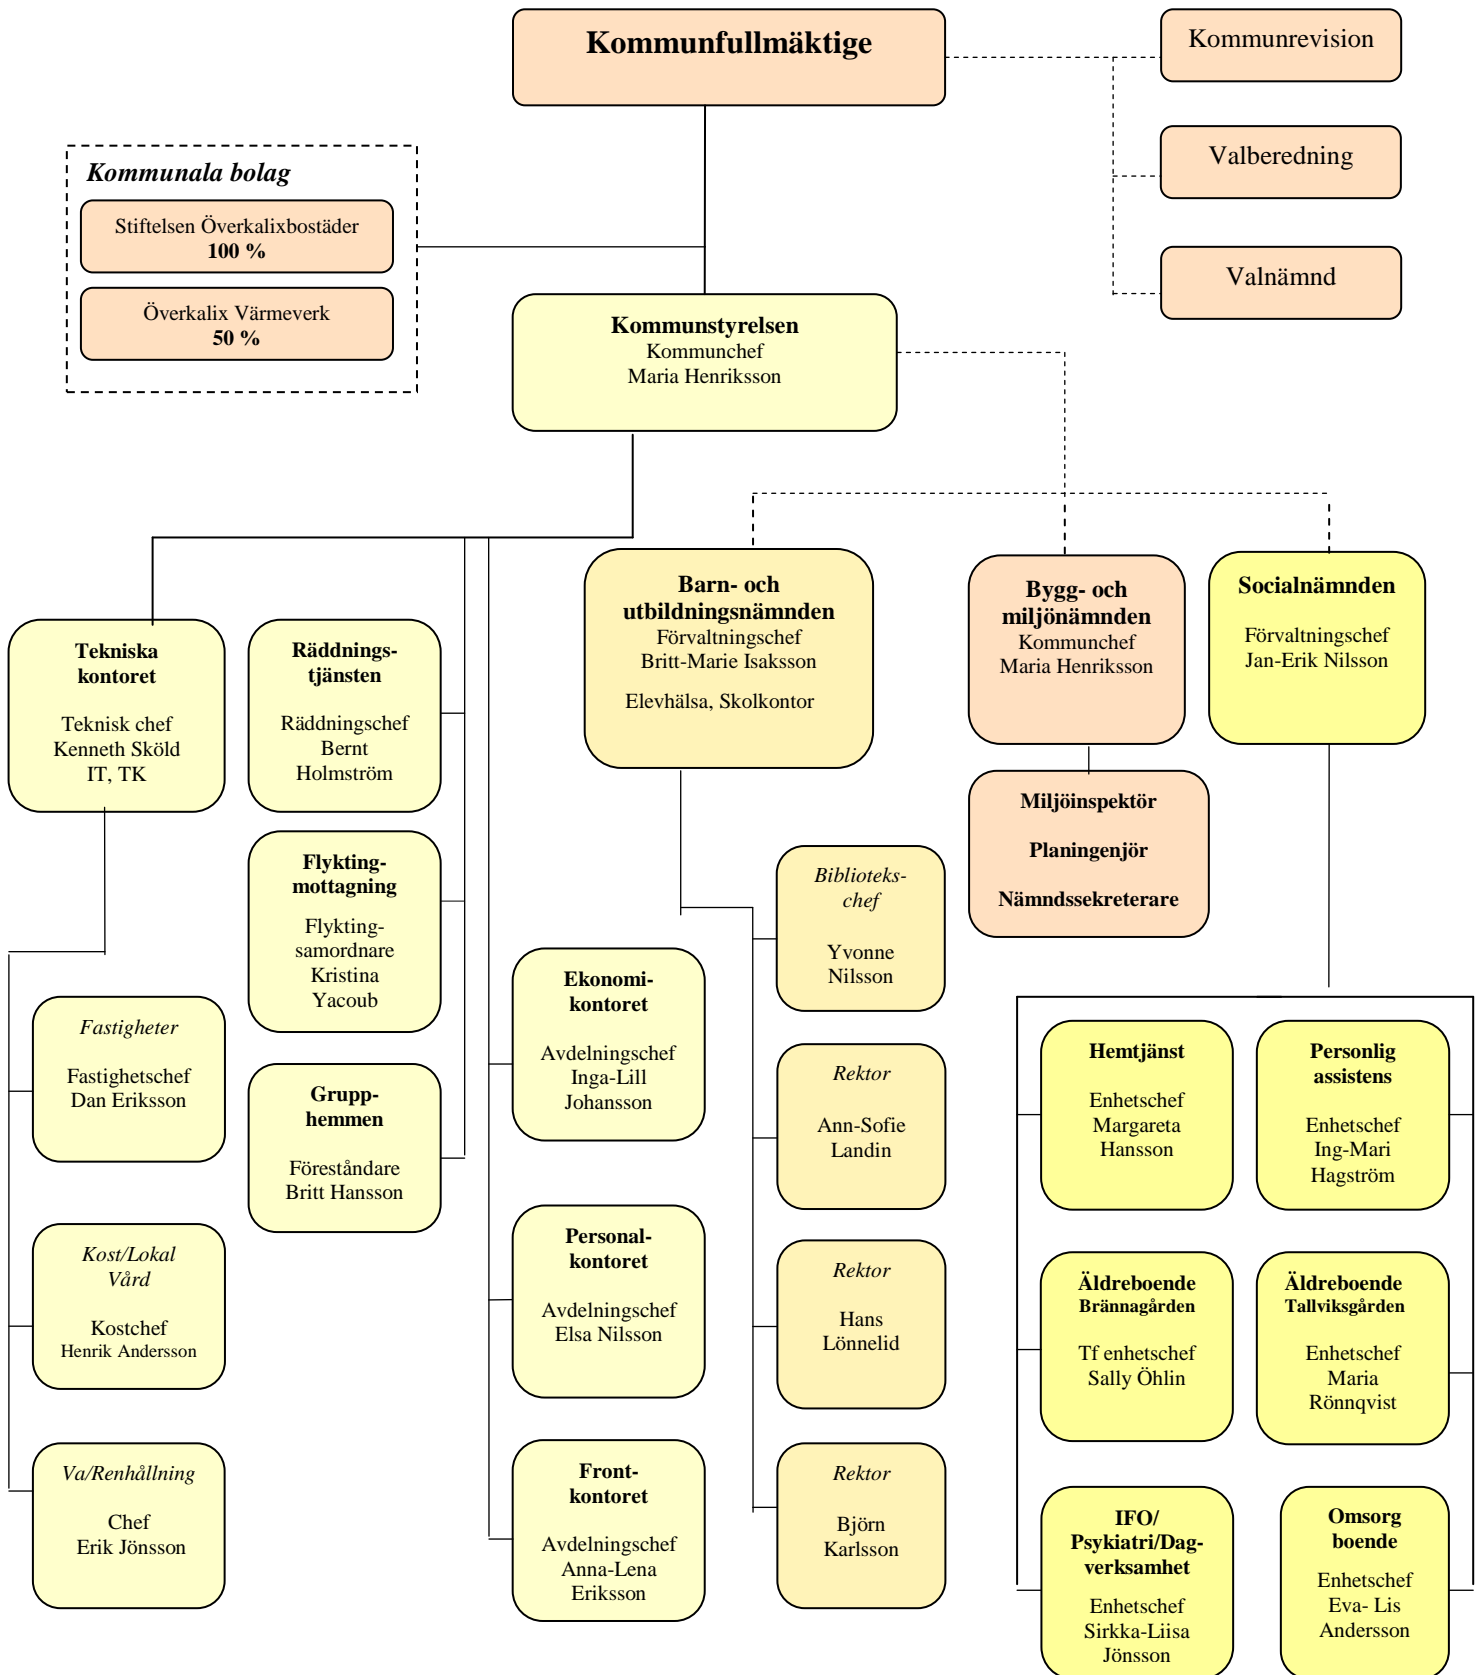 Kommunfullmäktige
Kommunrevision
Valberedning
Valnämnd
Kommunala bolag
Stiftelsen Överkalixbostäder
100 %
Överkalix Värmeverk
50 %
Kommunstyrelsen
Kommunchef
Maria Henriksson
Tekniska
kontoret
Teknisk chef
Kenneth Sköld
IT, TK
Räddnings-
tjänsten
Räddningschef
Bernt
Holmström
Barn- och
utbildningsnämnden
Förvaltningschef
Britt-Marie Isaksson
Elevhälsa, Skolkontor
Bygg- och
miljönämnden
Kommunchef
Maria Henriksson
Socialnämnden
Förvaltningschef
Jan-Erik Nilsson
Miljöinspektör
Planingenjör
Nämndssekreterare
Flykting-
mottagning
Flykting-
samordnare
Kristina
Yacoub
Grupp-
hemmen
Föreståndare
Britt Hansson
Fastigheter
Fastighetschef
Dan Eriksson
Kost/Lokal
Vård
Kostchef
Henrik Andersson
Va/Renhållning
Chef
Erik Jönsson
Ekonomi-
kontoret
Avdelningschef
Inga-Lill
Johansson
Personal-
kontoret
Avdelningschef
Elsa Nilsson
Front-
kontoret
Avdelningschef
Anna-Lena
Eriksson
Biblioteks-
chef
Yvonne
Nilsson
Rektor
Ann-Sofie
Landin
Rektor
Hans
Lönnelid
Rektor
Björn
Karlsson
Hemtjänst
Enhetschef
Margareta
Hansson
Personlig
assistens
Enhetschef
Ing-Mari
Hagström
Äldreboende
Brännagården
Tf enhetschef
Sally Öhlin
Äldreboende
Tallviksgården
Enhetschef
Maria
Rönnqvist
IFO/
Psykiatri/Dag-
verksamhet
Enhetschef
Sirkka-Liisa
Jönsson
Omsorg
boende
Enhetschef
Eva- Lis
Andersson